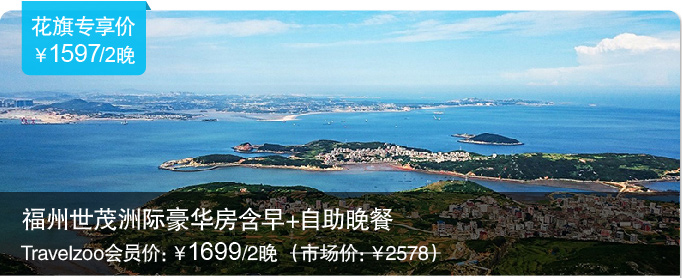 花旗专享价
￥1597/2晚
福州世茂洲际豪华房含早+自助晚餐
Travelzoo会员价: ￥1699/2晚（市场价: ￥2578）